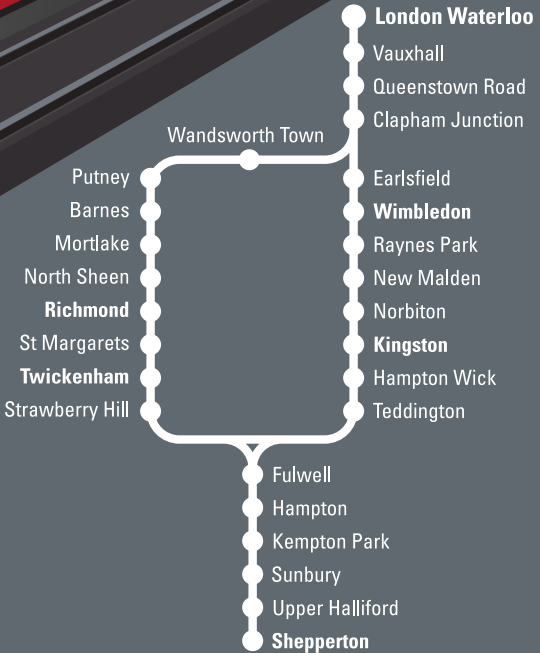 London Waterloo
Vauxhall
Queenstown Road
Clapham Junction
Wandsworth Town
Putney
Barnes
Mortlake
North Sheen
Richmond
St Margarets
Twickenham
Strawberry Hill
Earlsfield
Wimbledon
Raynes Park
New Malden
Norbiton
Kingston
Hampton Wick
Teddington
Fulwell
Hampton
Kempton Park
Sunbury
Upper Halliford
Shepperton